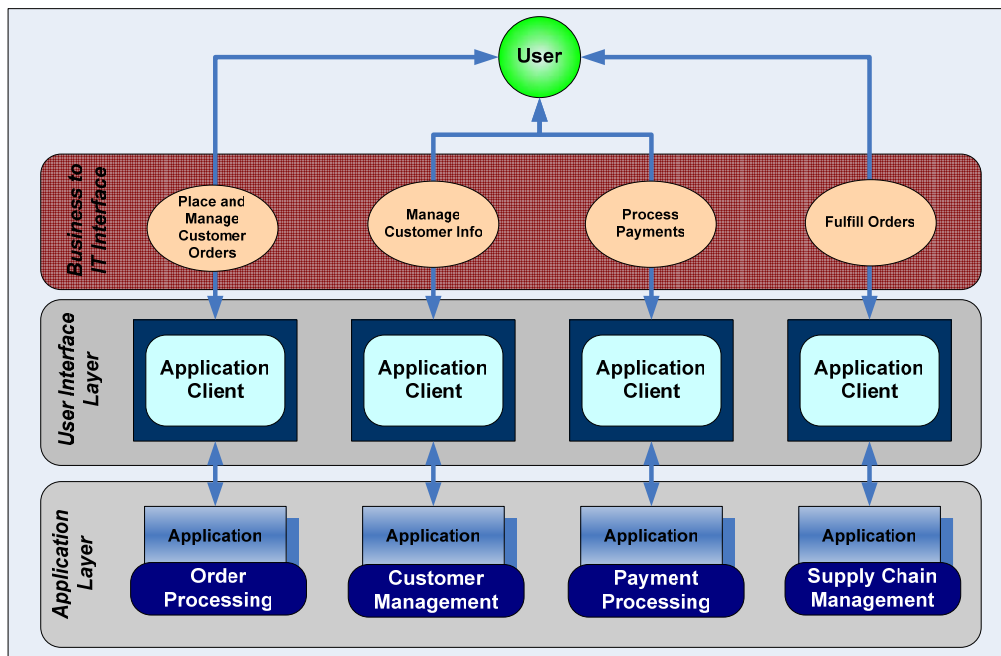 User
Business to
IT Interface
Place and
Manage
Customer
Orders
Manage
Customer Info
Process
Payments
Fulfill Orders
User Interface
Layer
Application
Client
Application
Client
Application
Client
Application
Client
Application
Layer
Application
Order
Processing
Application
Customer
Management
Application
Payment
Processing
Application
Supply Chain
Management